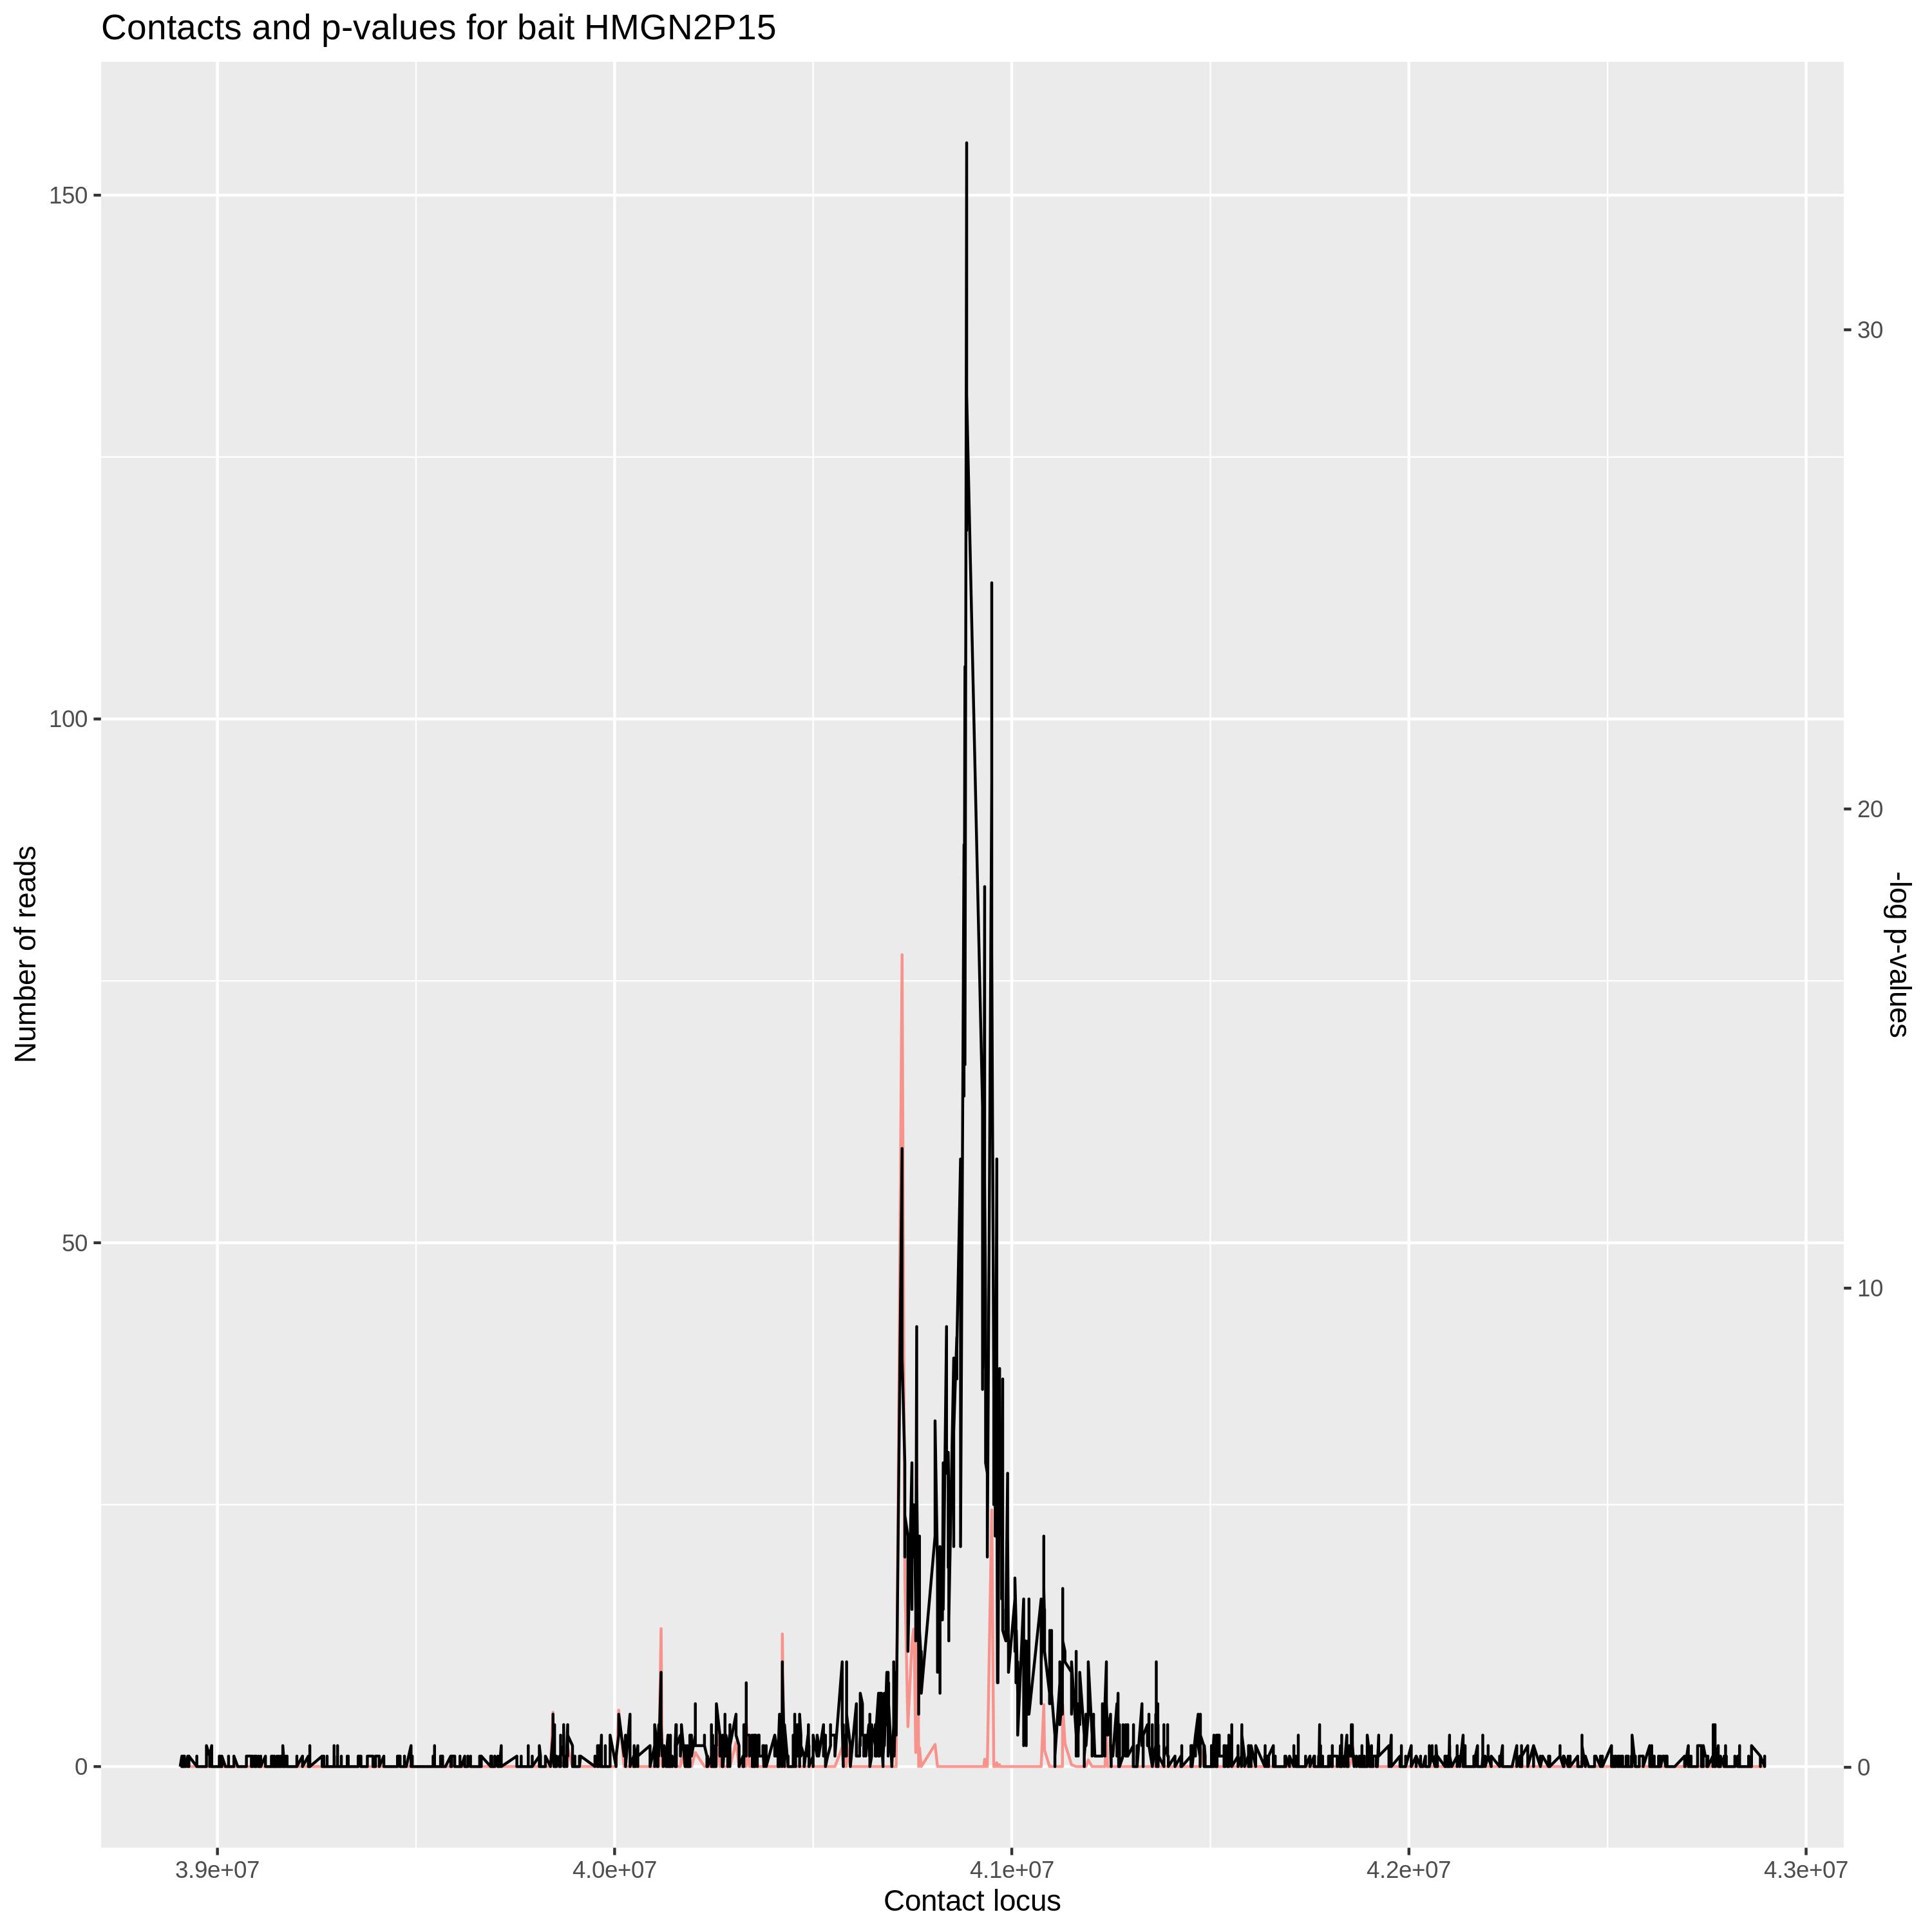 Contacts and p-values for bait HMGN2P15
150
100
50
0
30
20
10
0
Number of reads
-log p-values
3.9e+07
4.0e+07
4.1e+07
4.2e+07
4.3e+07
Contact locus